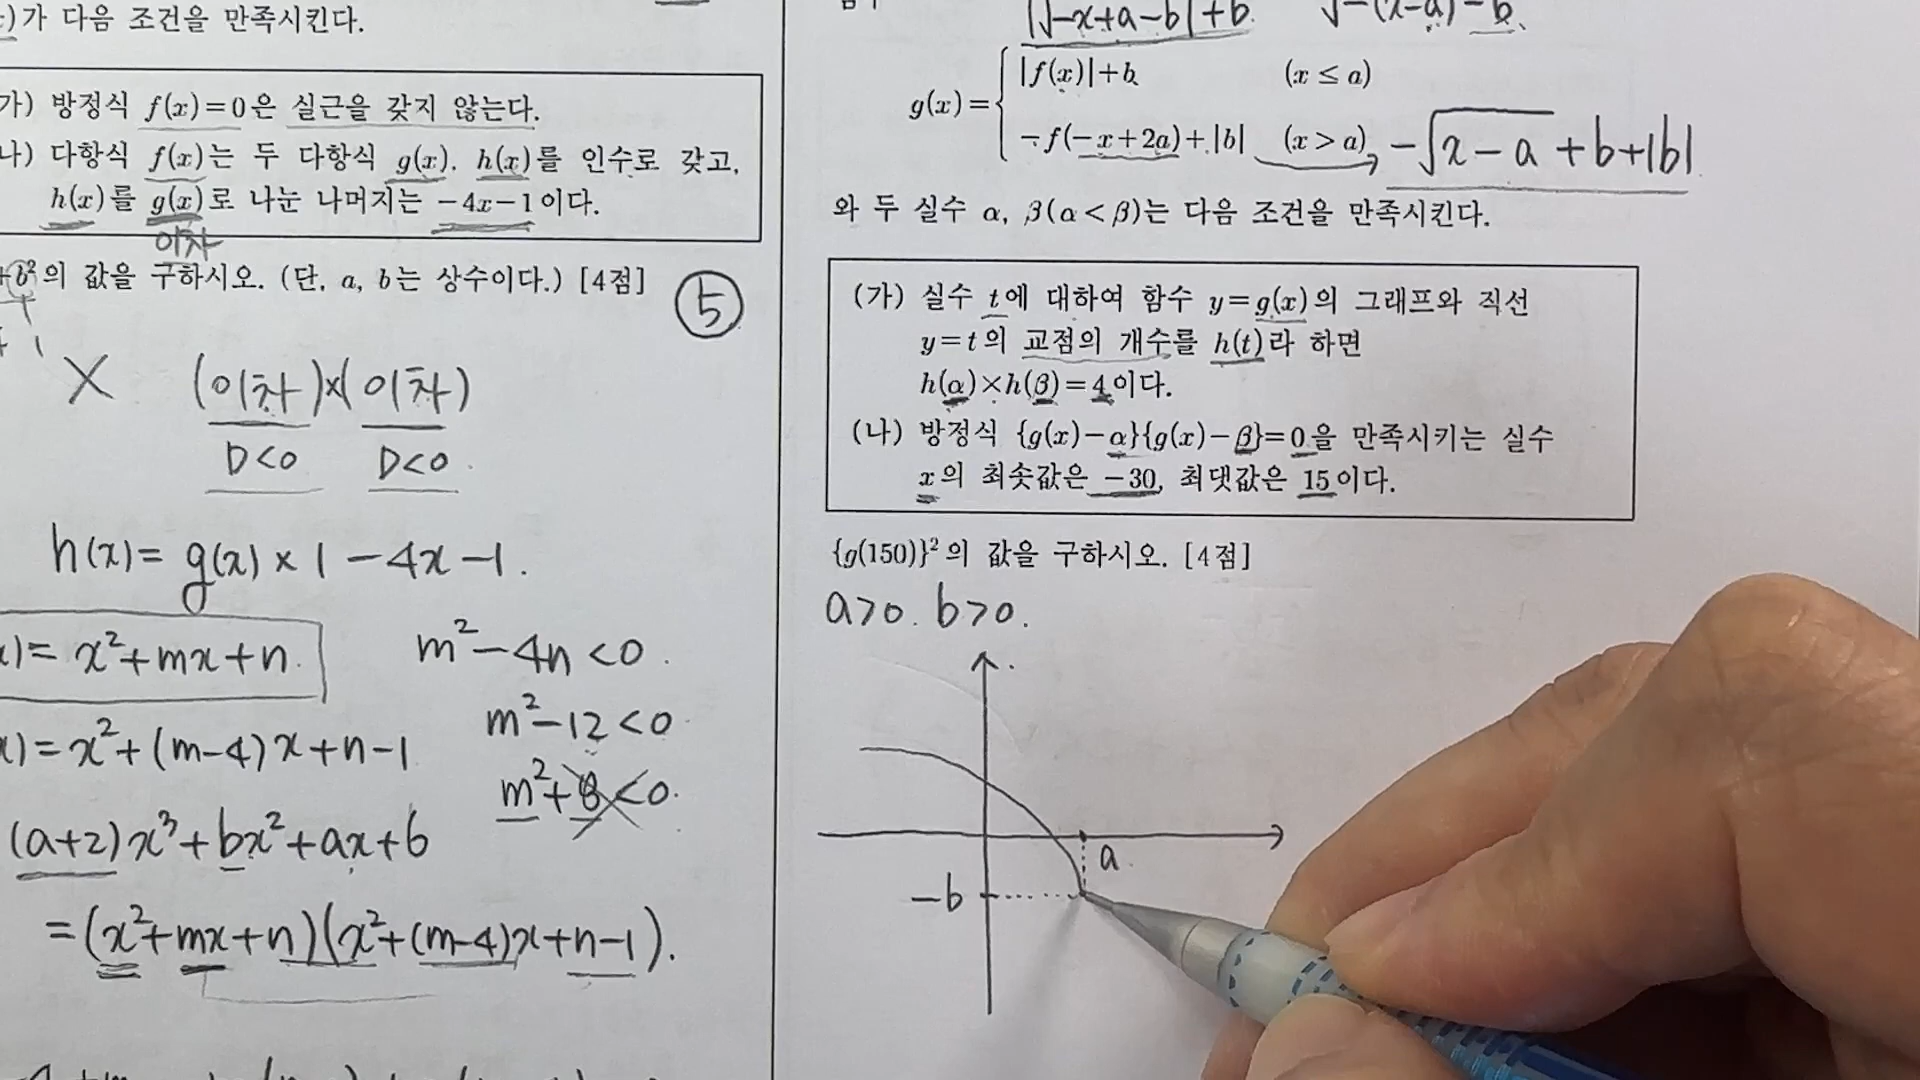 가 다음 조건을 만족시킨다.
가) 방정식 f(x)=0은 실근을 갖지 않는다.
나) 다항식 f(x)는 두 다항식 g(x), h(x)를 인수로 갖고,
h(x)를 g(x)로 나눈 나머지는 -4x-1이다.
이차
b²의 값을 구하시오. (단, a, b는 상수이다.) [4점]
⑤
× (이차)×(이차)
D<0 D<0
h(x)= g(x)×1-4x-1.
x)= x²+mx+n.
m²-4n<0
m²-12<0
x)=x²+(m-4)x+n-1
m²+8<0.
(a+2)x³+bx²+ax+6
=(x²+mx+n)(x²+(m-4)x+n-1).
|√-x+a-b|+b √-(x-a)-b
g(x)= |f(x)|+b (x≤a)
-f(-x+2a)+|b| (x>a) → -√x-a+b+|b|
와 두 실수 α, β(α<β)는 다음 조건을 만족시킨다.
(가) 실수 t에 대하여 함수 y=g(x)의 그래프와 직선
y=t의 교점의 개수를 h(t)라 하면
h(α)×h(β)=4이다.
(나) 방정식 {g(x)-α}{g(x)-β}=0을 만족시키는 실수
x의 최솟값은 -30, 최댓값은 15이다.
{g(150)}²의 값을 구하시오. [4점]
a>0. b>0.
a
-b